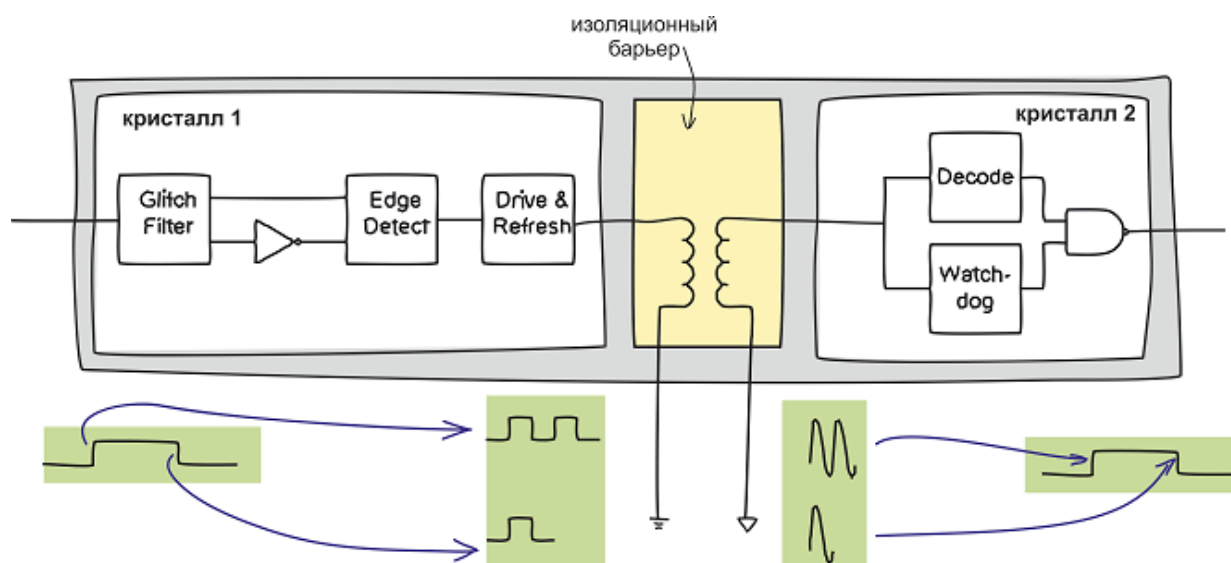 изоляционный
барьер
кристалл 1
кристалл 2
Glitch
Filter
Edge
Detect
Drive &
Refresh
Decode
Watch-
dog